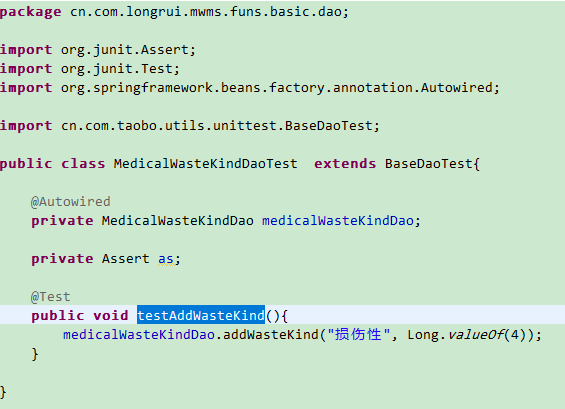 package cn.com.longrui.mwms.funs.basic.dao;
import org.junit.Assert;
import org.junit.Test;
import org.springframework.beans.factory.annotation.Autowired;
import cn.com.taobo.utils.unittest.BaseDaoTest;
public class MedicalWasteKindDaoTest  extends BaseDaoTest{
@Autowired
private MedicalWasteKindDao medicalWasteKindDao;
private Assert as;
@Test
public void testAddWasteKind(){
medicalWasteKindDao.addWasteKind("损伤性", Long.valueOf(4));
}
}